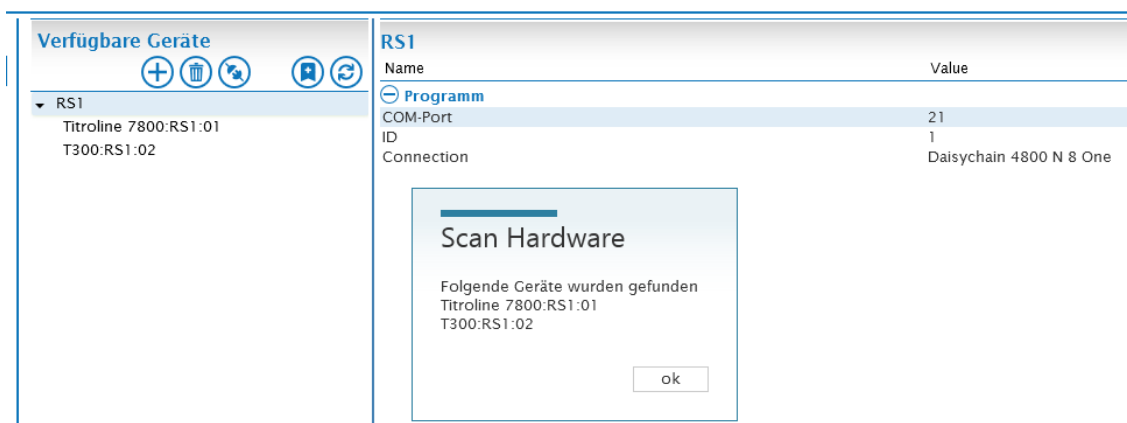 Verfügbare Geräte
RS1
Titroline 7800:RS1:01
T300:RS1:02
RS1
Name Value
Programm
COM-Port 21
ID 1
Connection Daisychain 4800 N 8 One
Scan Hardware
Folgende Geräte wurden gefunden
Titroline 7800:RS1:01
T300:RS1:02
ok